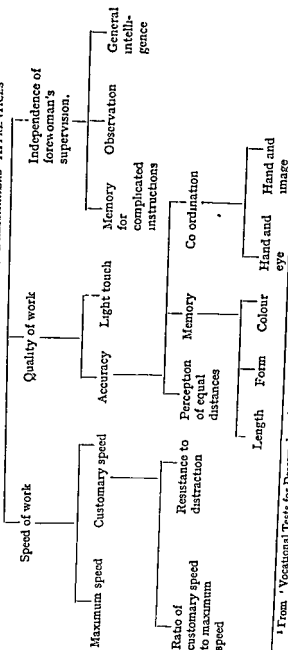 Speed of work
Quality of work
Independence of
forewoman's
supervision.
Maximum speed
Customary speed
Accuracy
Light touch
Memory
for
complicated
instructions
Observation
General
intelli-
gence
Ratio of
customary speed
to maximum
speed
Resistance to
distraction
Perception
of equal
distances
Memory
Co ordination
Length
Form
Colour
Hand and
eye
Hand and
image
¹ From 'Vocational Tests for